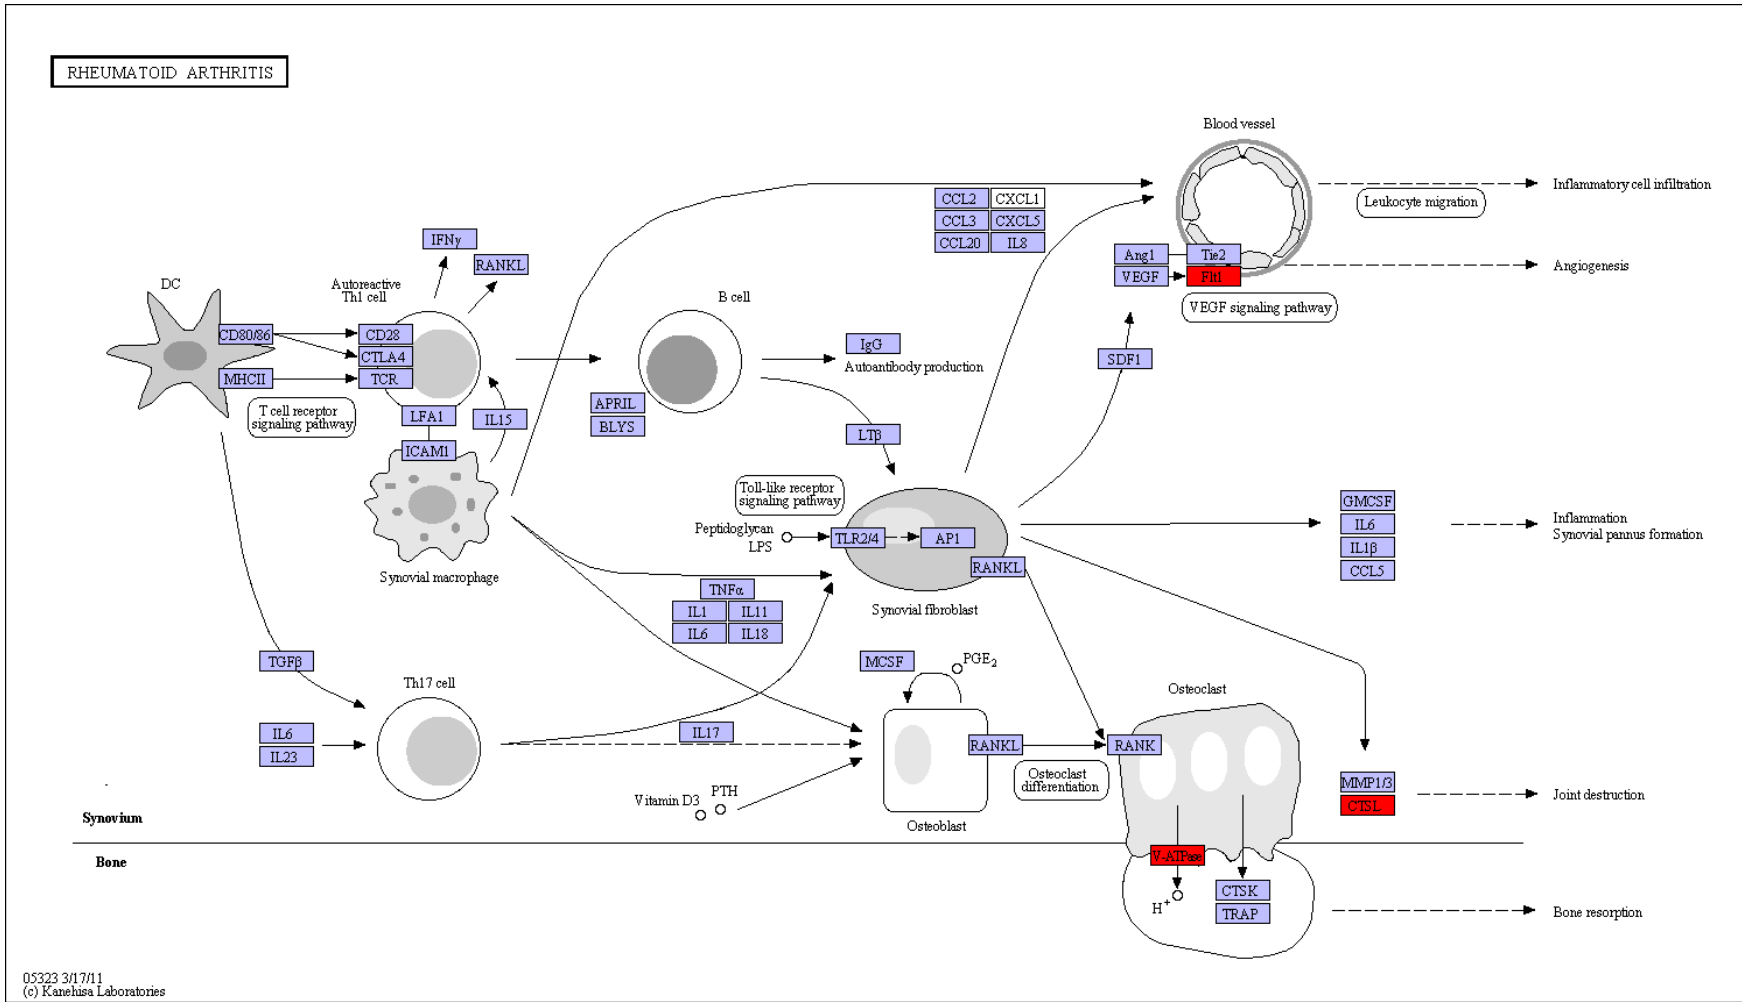 RHEUMATOID ARTHRITIS
Blood vessel
CCL2
CXCL1
CCL3
CXCL5
CCL20
IL8
Leukocyte migration
Inflammatory cell infiltration
IFNγ
RANKL
Ang1
Tie2
VEGF
Flt1
Angiogenesis
VEGF signaling pathway
DC
Autoreactive
Th1 cell
B cell
CD80/86
CD28
CTLA4
MHCII
TCR
T cell receptor
signaling pathway
LFA1
IL15
ICAM1
APRIL
BLYS
IgG
Autoantibody production
LTβ
SDF1
Synovial macrophage
Toll-like receptor
signaling pathway
Peptidoglycan
LPS
TLR2/4
AP1
RANKL
Synovial fibroblast
GMCSF
IL6
IL1β
CCL5
Inflammation
Synovial pannus formation
TNFα
IL1
IL11
IL6
IL18
TGFβ
Th17 cell
IL6
IL23
IL17
MCSF
PGE2
Osteoclast
RANKL
RANK
Osteoclast
differentiation
Vitamin D3
PTH
Osteoblast
MMP1/3
CTSL
Joint destruction
Synovium
Bone
V-ATPase
H+
CTSK
TRAP
Bone resorption
05323 3/17/11
(c) Kanehisa Laboratories